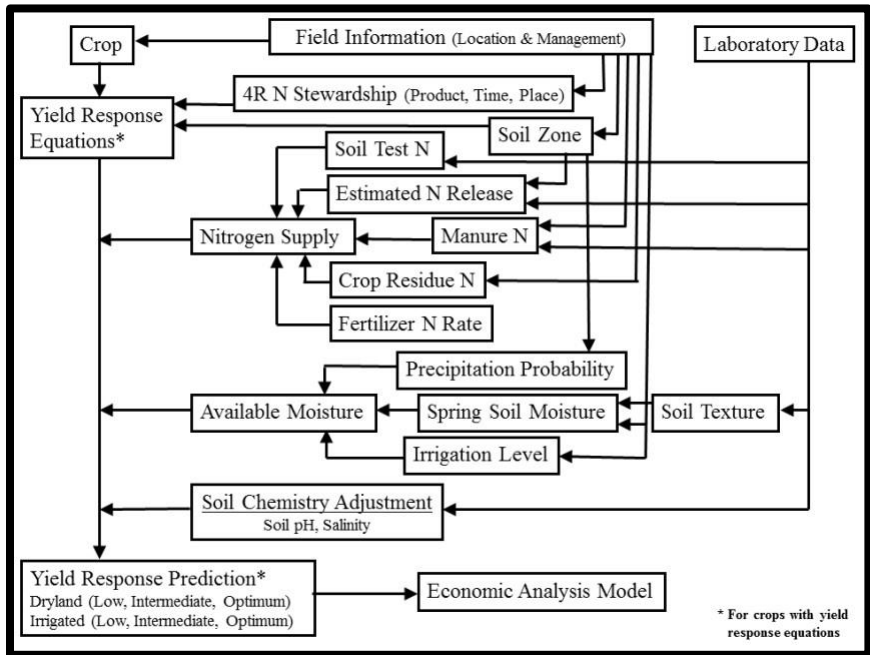 Crop
Field Information (Location & Management)
Laboratory Data
4R N Stewardship (Product, Time, Place)
Yield Response
Equations*
Soil Zone
Soil Test N
Estimated N Release
Nitrogen Supply
Manure N
Crop Residue N
Fertilizer N Rate
Precipitation Probability
Available Moisture
Spring Soil Moisture
Soil Texture
Irrigation Level
Soil Chemistry Adjustment
Soil pH, Salinity
Yield Response Prediction*
Dryland (Low, Intermediate, Optimum)
Irrigated (Low, Intermediate, Optimum)
Economic Analysis Model
* For crops with yield
response equations